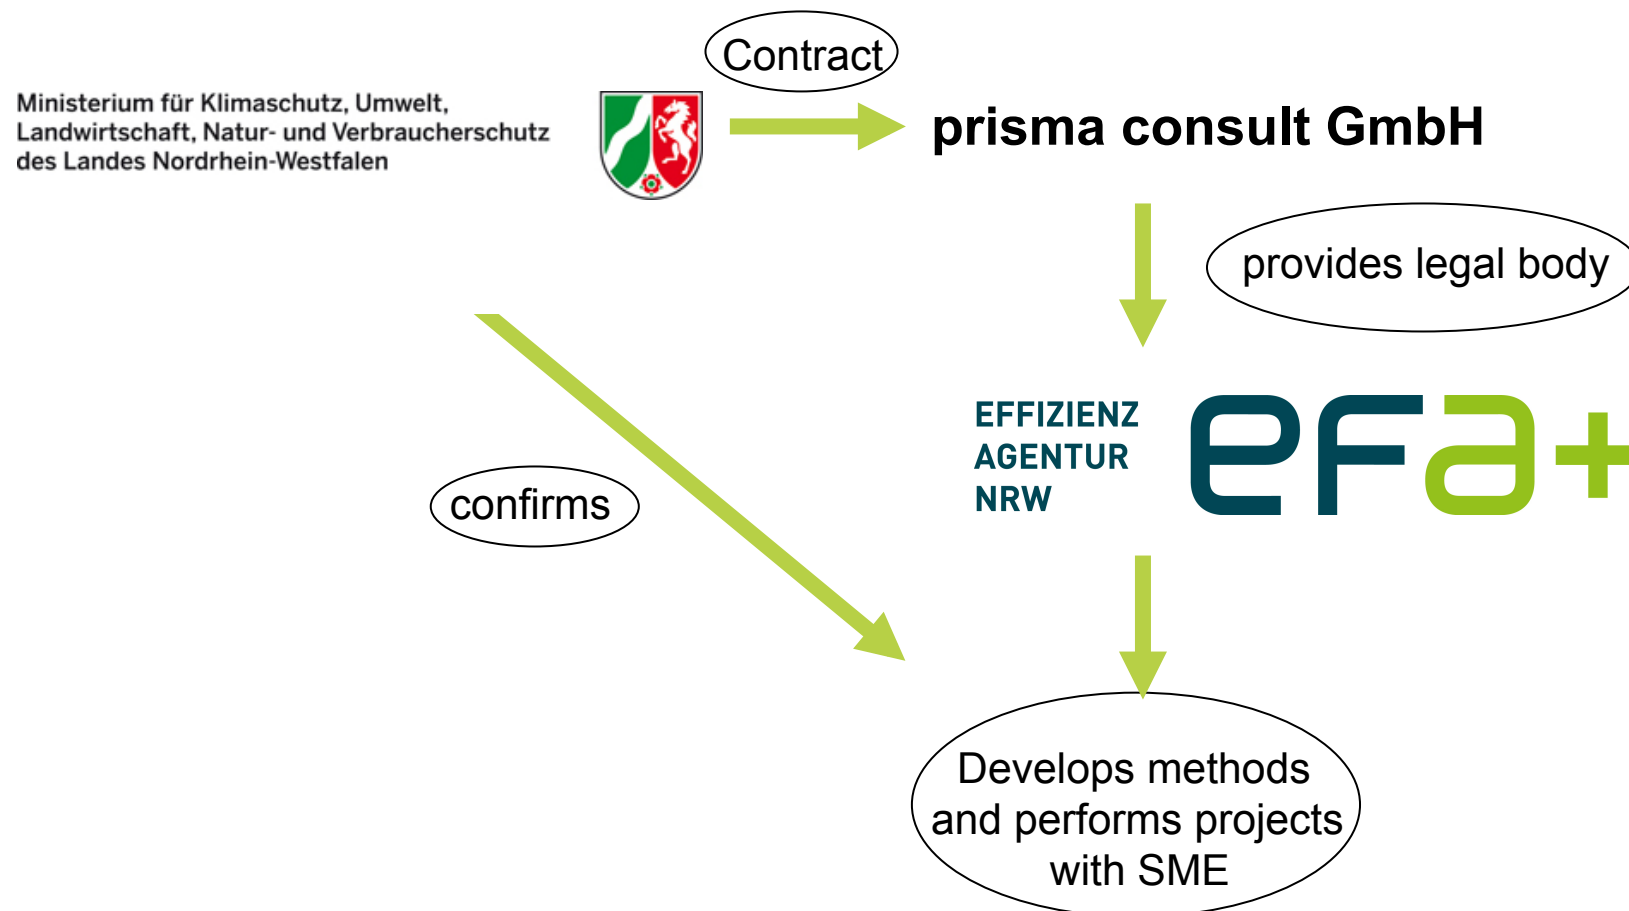 Contract
Ministerium für Klimaschutz, Umwelt,
Landwirtschaft, Natur- und Verbraucherschutz
des Landes Nordrhein-Westfalen
prisma consult GmbH
provides legal body
EFFIZIENZ
AGENTUR
NRW
efa+
confirms
Develops methods
and performs projects
with SME